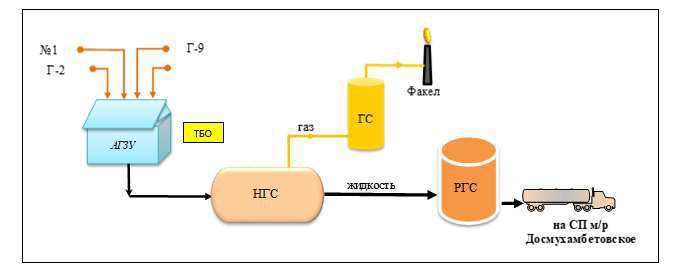 №1
Г-9
Г-2
Факел
ГС
АГЗУ
ТБО
газ
НГС
жидкость
РГС
на СП м/р
Досмухамбетовское